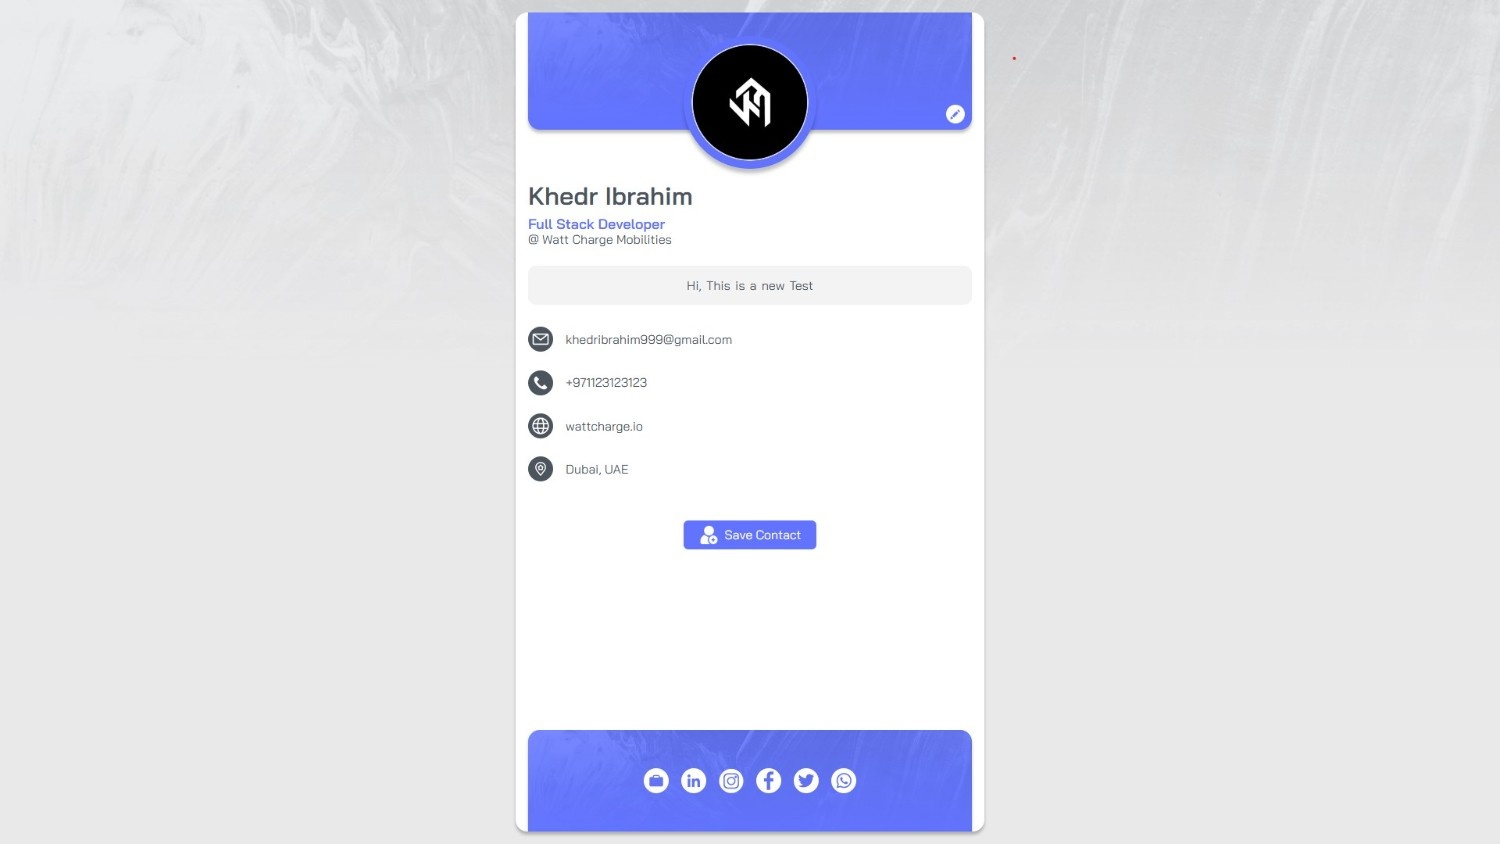 Khedr Ibrahim
Full Stack Developer
@ Watt Charge Mobilities
Hi, This is a new Test
khedribrahim999@gmail.com
+971123123123
wattcharge.io
Dubai, UAE
Save Contact